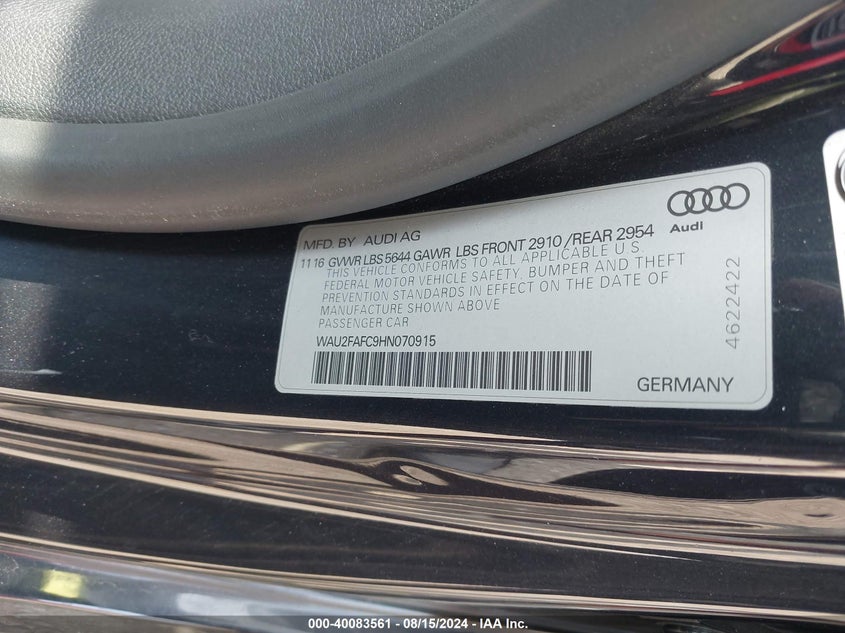 MFD. BY AUDI AG
Audi
11 16 GVWR LBS 5644 GAWR LBS FRONT 2910 /REAR 2954
THIS VEHICLE CONFORMS TO ALL APPLICABLE U.S.
FEDERAL MOTOR VEHICLE SAFETY, BUMPER AND THEFT
PREVENTION STANDARDS IN EFFECT ON THE DATE OF
MANUFACTURE SHOWN ABOVE
PASSENGER CAR
WAU2FAFC9HN070915
4622422
GERMANY
000-40083561 - 08/15/2024 - IAA Inc.